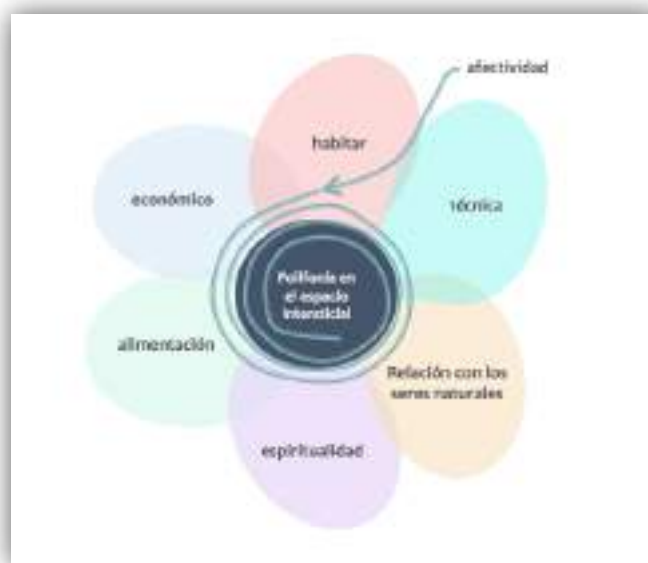 afectividad
habitar
técnica
económico
Polifonía en
el espacio
intersticial
alimentación
Relación con los
seres naturales
espiritualidad